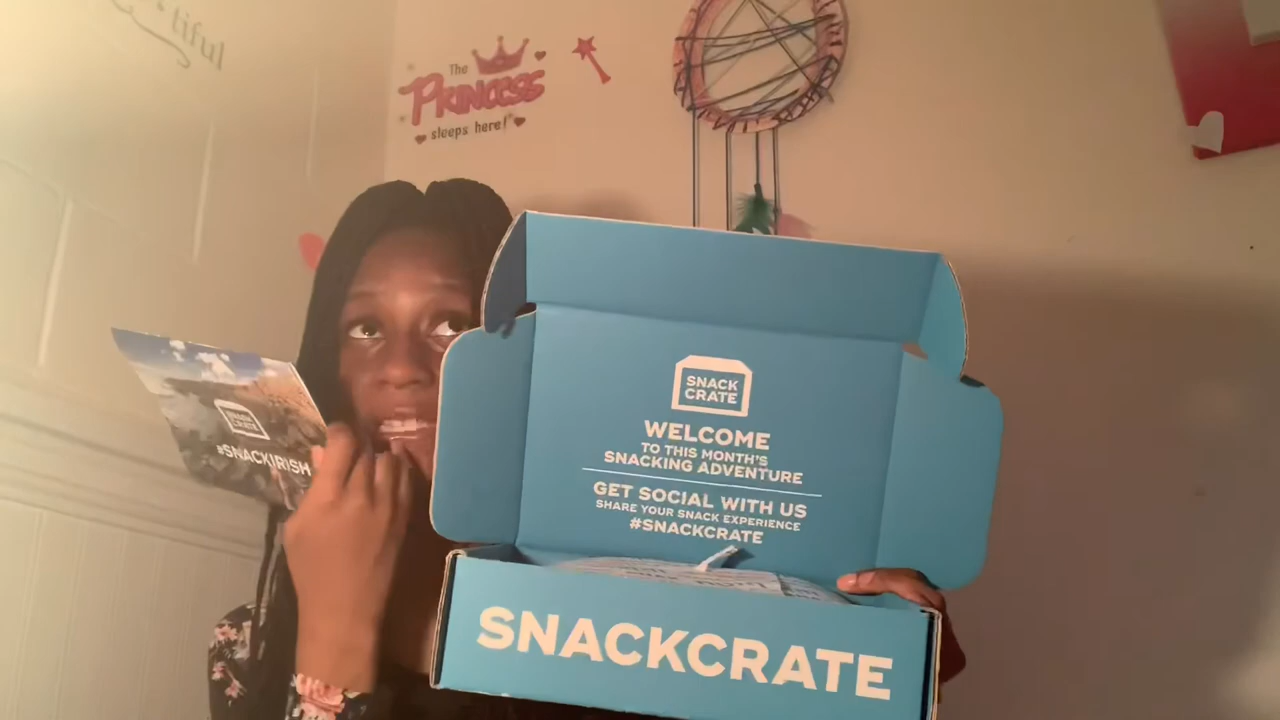 tiful
The
PRINCESS
sleeps here!
SNACK
CRATE
#SNACKIRISH
SNACK
CRATE
WELCOME
TO THIS MONTH'S
SNACKING ADVENTURE
GET SOCIAL WITH US
SHARE YOUR SNACK EXPERIENCE
#SNACKCRATE
SNACKCRATE